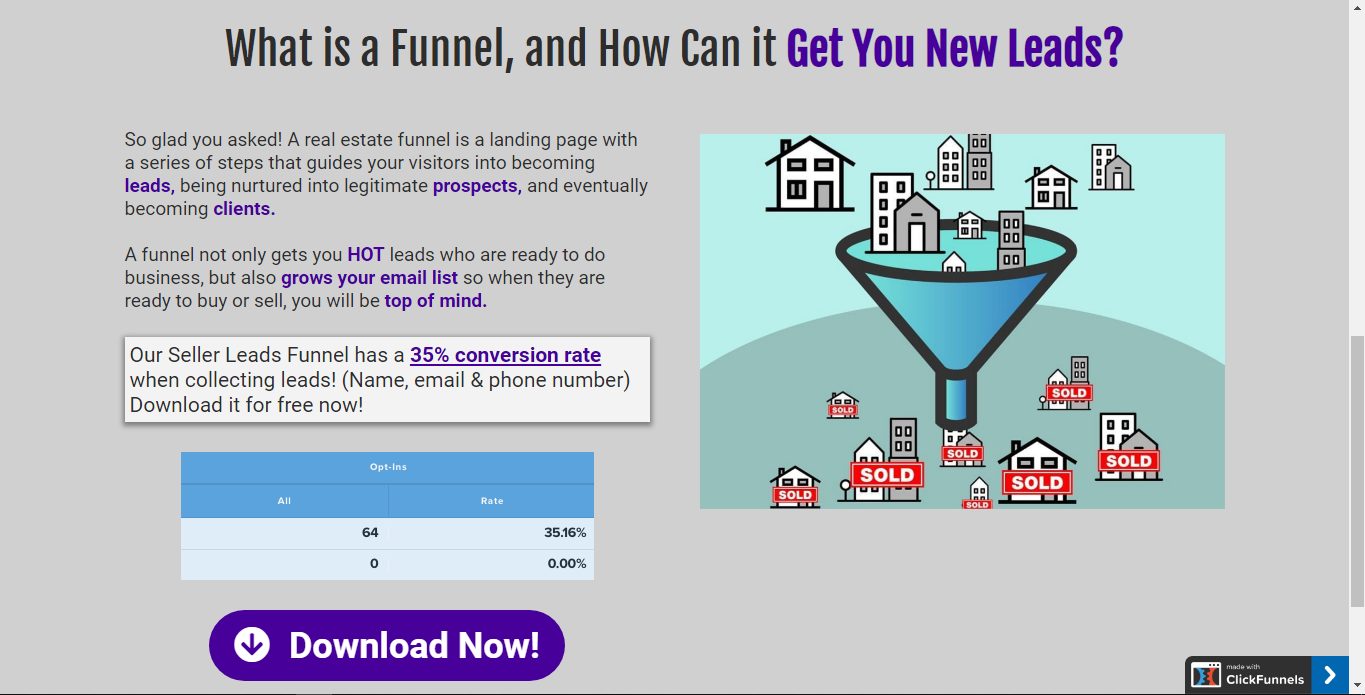 What is a Funnel, and How Can it Get You New Leads?
So glad you asked! A real estate funnel is a landing page with
a series of steps that guides your visitors into becoming
leads, being nurtured into legitimate prospects, and eventually
becoming clients.
A funnel not only gets you HOT leads who are ready to do
business, but also grows your email list so when they are
ready to buy or sell, you will be top of mind.
Our Seller Leads Funnel has a 35% conversion rate
when collecting leads! (Name, email & phone number)
Download it for free now!
Opt-Ins
All Rate
64 35.16%
0 0.00%
Download Now!
SOLD
SOLD
SOLD
SOLD
SOLD
SOLD
SOLD
SOLD
made with
ClickFunnels